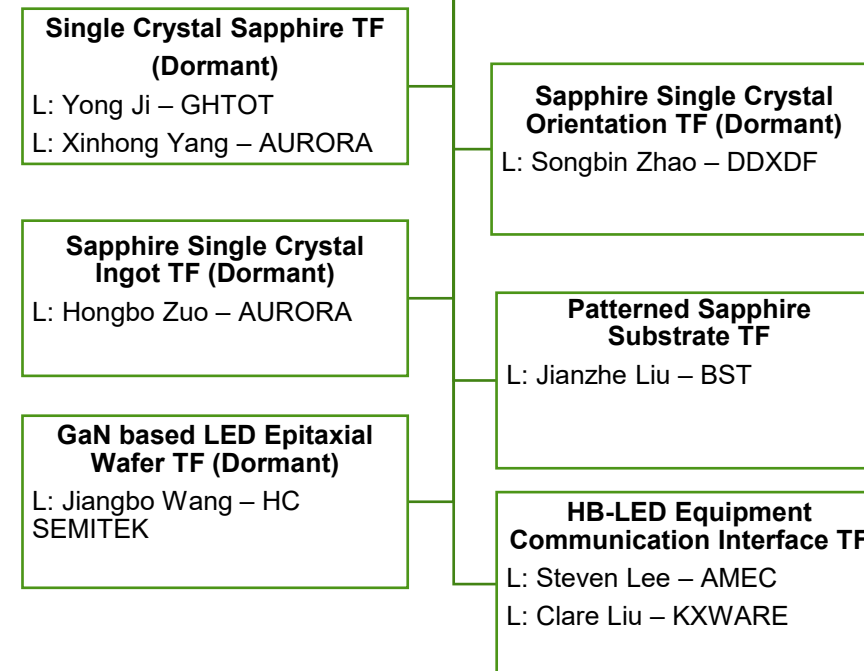 Single Crystal Sapphire TF
(Dormant)
L: Yong Ji – GHTOT
L: Xinhong Yang – AURORA
Sapphire Single Crystal
Orientation TF (Dormant)
L: Songbin Zhao – DDXDF
Sapphire Single Crystal
Ingot TF (Dormant)
L: Hongbo Zuo – AURORA
Patterned Sapphire
Substrate TF
L: Jianzhe Liu – BST
GaN based LED Epitaxial
Wafer TF (Dormant)
L: Jiangbo Wang – HC
SEMITEK
HB-LED Equipment
Communication Interface TF
L: Steven Lee – AMEC
L: Clare Liu – KXWARE